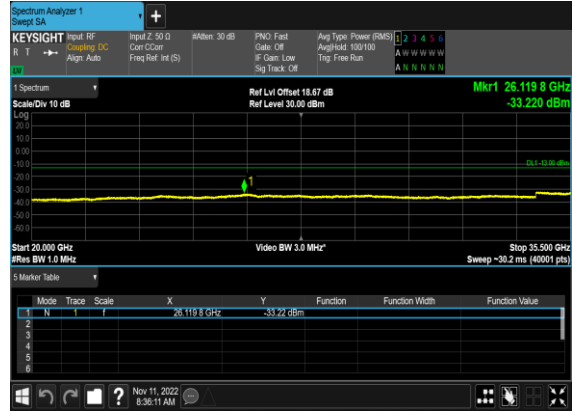 Spectrum Analyzer 1
Swept SA
+
KEYSIGHT Input: RF Input Z: 50 Ω #Atten: 30 dB PNO: Fast Avg Type: Power (RMS) 1 2 3 4 5 6
R T Coupling: DC Corr CCorr Gate: Off Avg|Hold: 100/100 A W W W W W
Align: Auto Freq Ref: Int (S) IF Gain: Low Trig: Free Run
LW Sig Track: Off A N N N N N
1 Spectrum Ref Lvl Offset 18.67 dB Mkr1 26.119 8 GHz
Scale/Div 10 dB Ref Level 30.00 dBm -33.220 dBm
Log
20.0
10.0
0.00
-10.0 DL1 -13.00 dBm
-20.0
1
-30.0
-40.0
-50.0
-60.0
Start 20.000 GHz Video BW 3.0 MHz* Stop 35.500 GHz
#Res BW 1.0 MHz Sweep ~30.2 ms (40001 pts)
5 Marker Table
Mode Trace Scale X Y Function Function Width Function Value
1 N 1 f 26.119 8 GHz -33.22 dBm
2
3
4
5
6
? Nov 11, 2022
8:36:11 AM